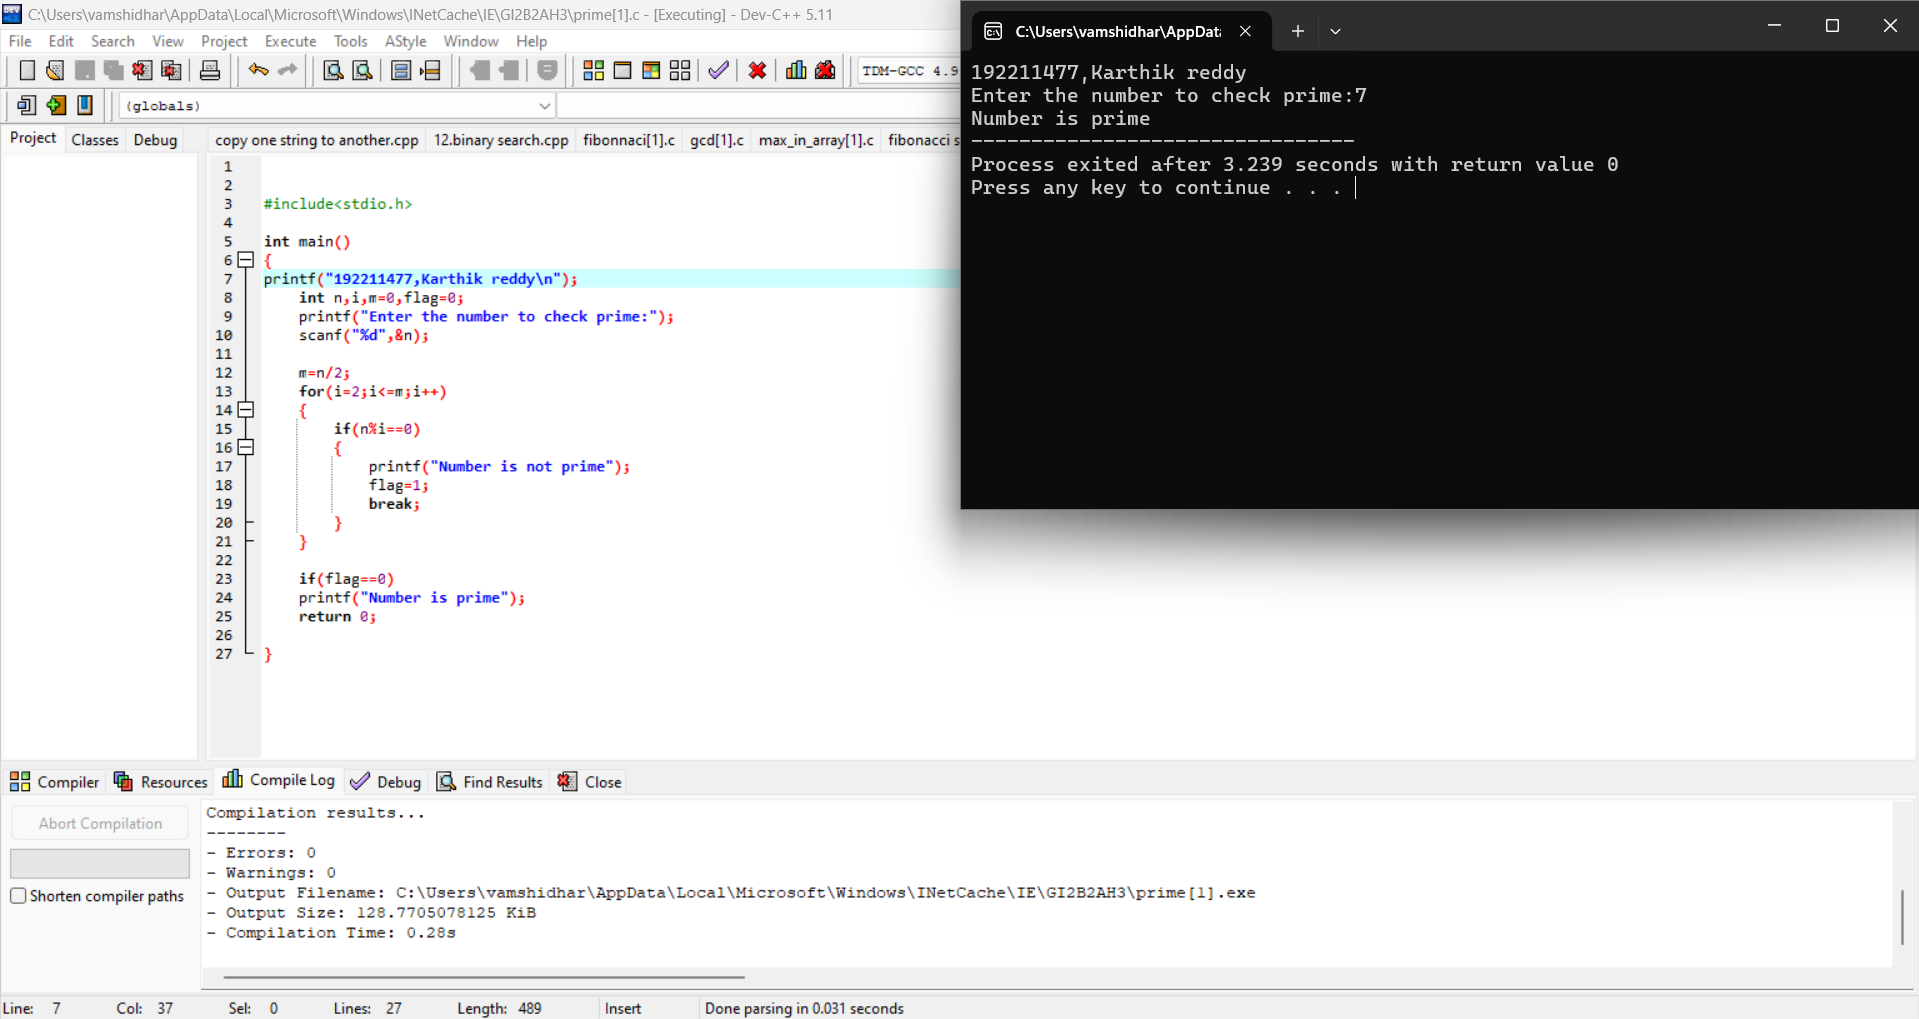 C:\Users\vamshidhar\AppData\Local\Microsoft\Windows\INetCache\IE\GI2B2AH3\prime[1].c - [Executing] - Dev-C++ 5.11
File Edit Search View Project Execute Tools AStyle Window Help
TDM-GCC 4.9
(globals)
Project Classes Debug
copy one string to another.cpp 12.binary search.cpp fibonnaci[1].c gcd[1].c max_in_array[1].c fibonacci s
1
2
3 #include<stdio.h>
4
5 int main()
6 {
7 printf("192211477,Karthik reddy\n");
8 int n,i,m=0,flag=0;
9 printf("Enter the number to check prime:");
10 scanf("%d",&n);
11
12 m=n/2;
13 for(i=2;i<=m;i++)
14 {
15 if(n%i==0)
16 {
17 printf("Number is not prime");
18 flag=1;
19 break;
20 }
21 }
22
23 if(flag==0)
24 printf("Number is prime");
25 return 0;
26
27 }
C:\Users\vamshidhar\AppData
192211477,Karthik reddy
Enter the number to check prime:7
Number is prime
--------------------------------
Process exited after 3.239 seconds with return value 0
Press any key to continue . . .
Compiler Resources Compile Log Debug Find Results Close
Abort Compilation
Shorten compiler paths
Compilation results...
--------
- Errors: 0
- Warnings: 0
- Output Filename: C:\Users\vamshidhar\AppData\Local\Microsoft\Windows\INetCache\IE\GI2B2AH3\prime[1].exe
- Output Size: 128.7705078125 KiB
- Compilation Time: 0.28s
Line: 7 Col: 37 Sel: 0 Lines: 27 Length: 489 Insert Done parsing in 0.031 seconds